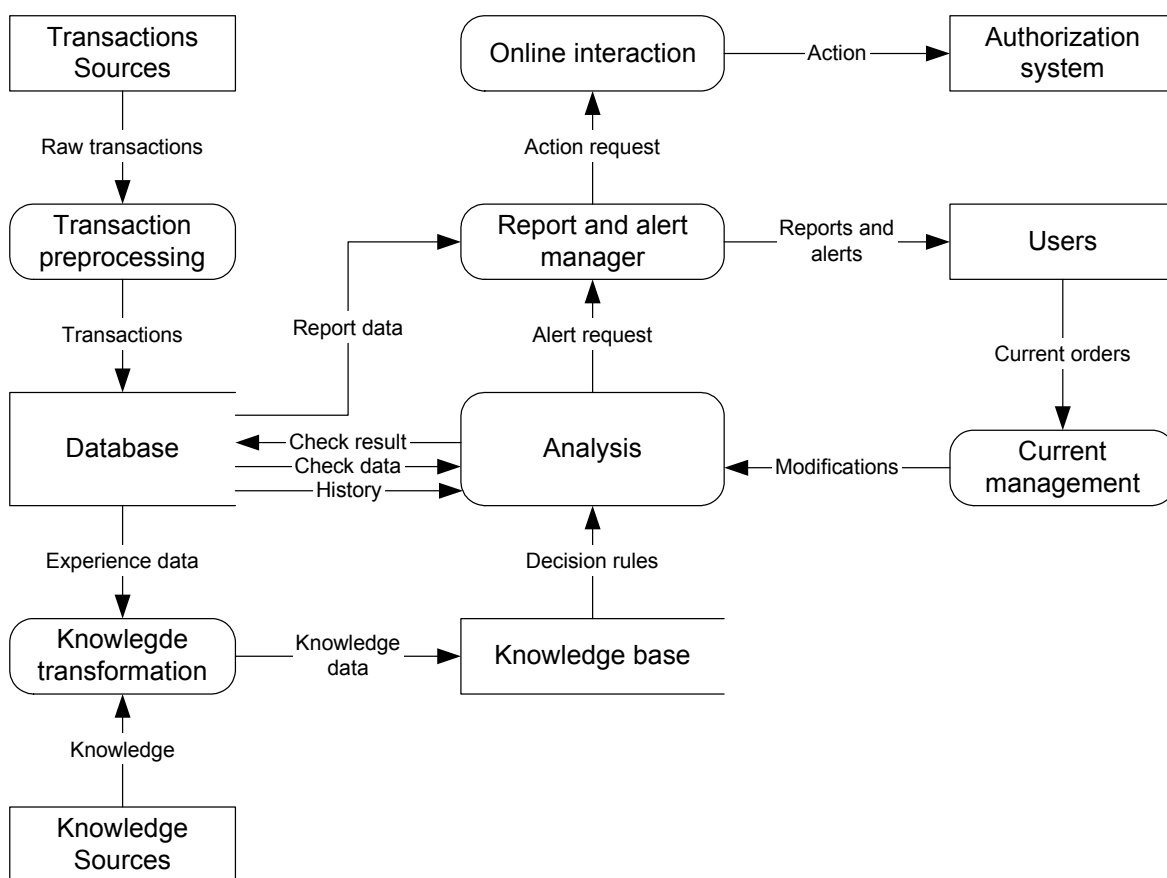 Transactions
Sources
Online interaction
Action
Authorization
system
Raw transactions
Action request
Transaction
preprocessing
Report and alert
manager
Reports and
alerts
Users
Transactions
Report data
Alert request
Current orders
Database
Check result
Check data
History
Analysis
Modifications
Current
management
Experience data
Decision rules
Knowlegde
transformation
Knowledge
data
Knowledge base
Knowledge
Knowledge
Sources